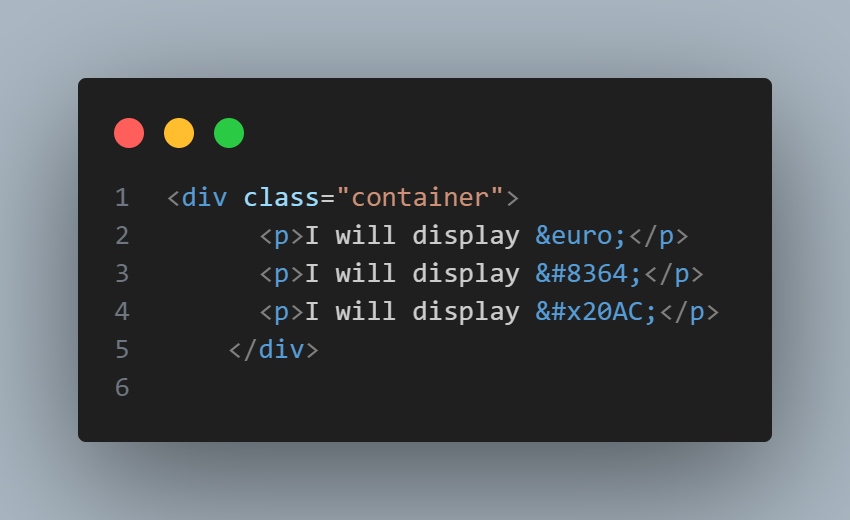 1 <div class="container">
2 <p>I will display &euro;</p>
3 <p>I will display &#8364;</p>
4 <p>I will display &#x20AC;</p>
5 </div>
6